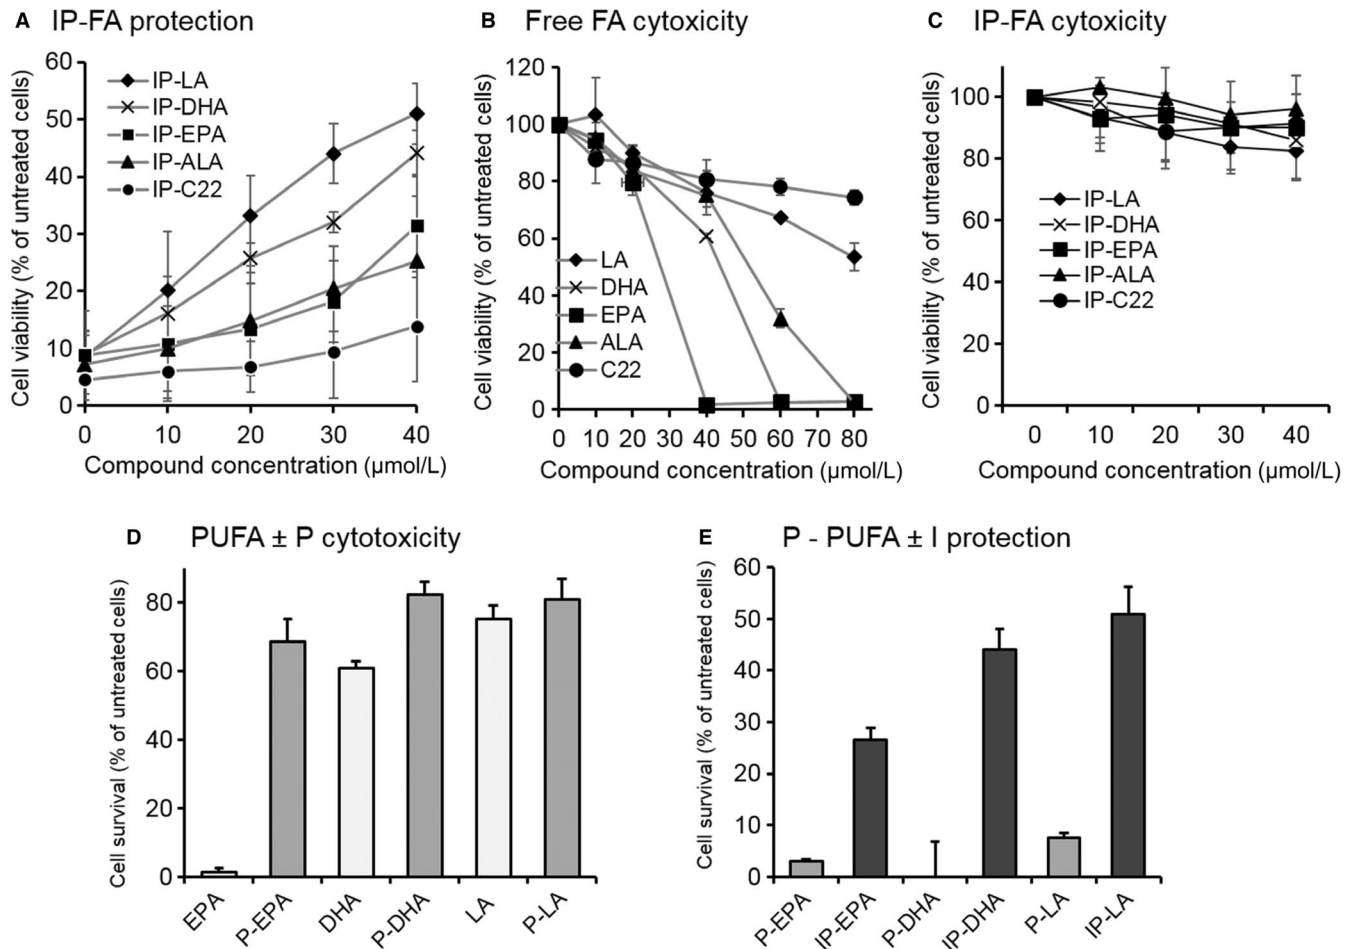 A IP-FA protection
Cell viability (% of untreated cells)
60
50
40
30
20
10
0
IP-LA
IP-DHA
IP-EPA
IP-ALA
IP-C22
0 10 20 30 40
Compound concentration (µmol/L)
B Free FA cytoxicity
Cell viability (% of untreated cells)
120
100
80
60
40
20
0
LA
DHA
EPA
ALA
C22
0 10 20 30 40 50 60 70 80
Compound concentration (µmol/L)
C IP-FA cytoxicity
Cell viability (% of untreated cells)
100
80
60
40
20
0
IP-LA
IP-DHA
IP-EPA
IP-ALA
IP-C22
0 10 20 30 40
Compound concentration (µmol/L)
D PUFA ± P cytotoxicity
Cell survival (% of untreated cells)
80
60
40
20
0
EPA P-EPA DHA P-DHA LA P-LA
E P - PUFA ± I protection
Cell survival (% of untreated cells)
60
50
40
30
20
10
0
P-EPA IP-EPA P-DHA IP-DHA P-LA IP-LA